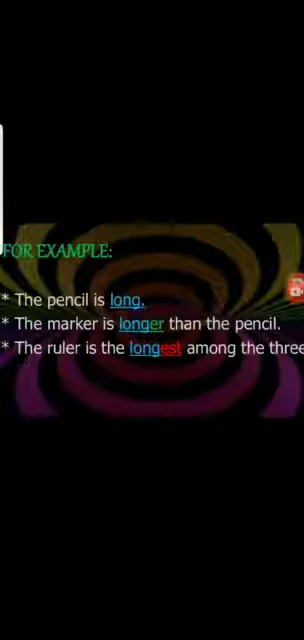 FOR EXAMPLE:
* The pencil is long.
* The marker is longer than the pencil.
* The ruler is the longest among the three